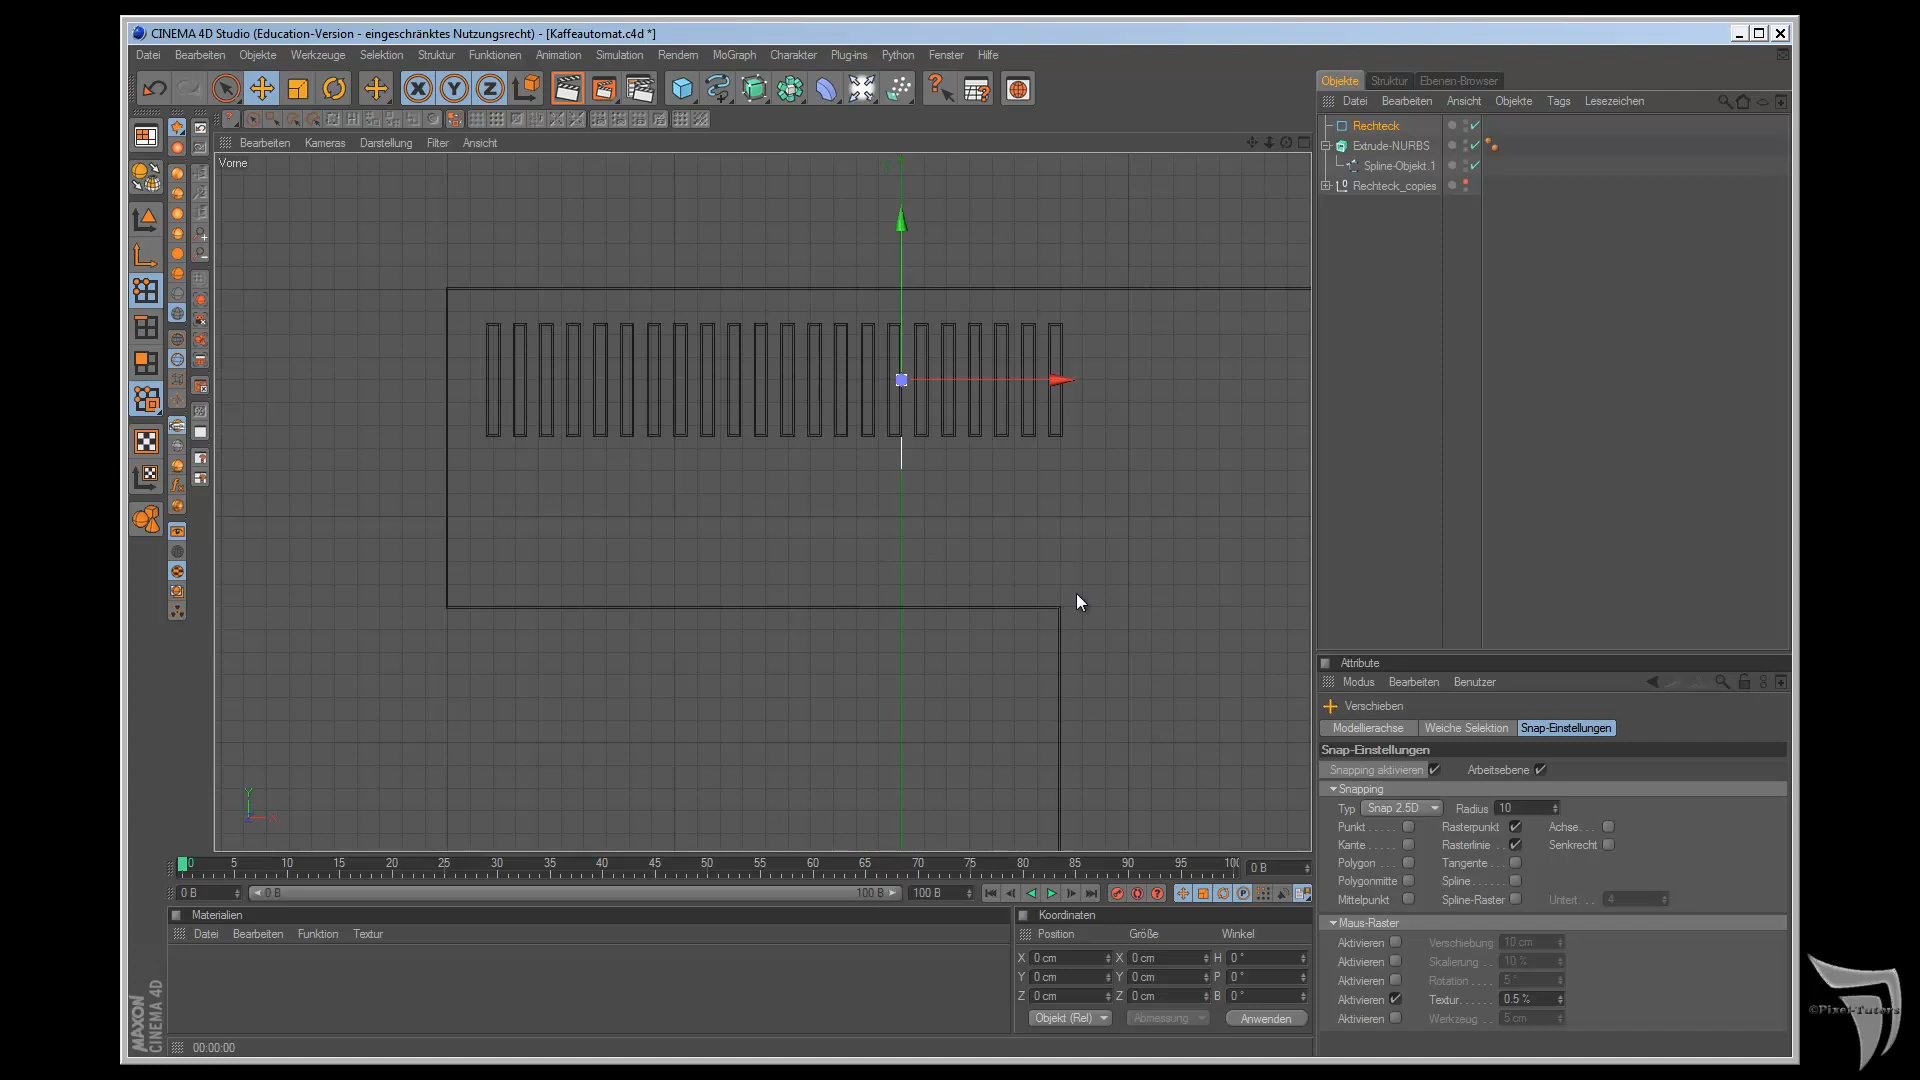 CINEMA 4D Studio (Education-Version - eingeschränktes Nutzungsrecht) - [Kaffeautomat.c4d *]
Datei Bearbeiten Objekte Werkzeuge Selektion Struktur Funktionen Animation Simulation Rendern MoGraph Charakter Plug-ins Python Fenster Hilfe
X Y Z
Objekte Struktur Ebenen-Browser
Datei Bearbeiten Ansicht Objekte Tags Lesezeichen
Bearbeiten Kameras Darstellung Filter Ansicht
Vorne
Rechteck
Extrude-NURBS
Spline-Objekt.1
Rechteck_copies
Y
X
Attribute
Modus Bearbeiten Benutzer
Verschieben
Modellierachse Weiche Selektion Snap-Einstellungen
Snap-Einstellungen
Snapping aktivieren Arbeitsebene
Snapping
Typ Snap 2.5D Radius 10
Punkt . . . . . Rasterpunkt Achse. . .
Kante. . . . . Rasterlinie Senkrecht
Polygon . . . Tangente . . .
Polygonmitte Spline. . . . . .
Mittelpunkt Spline-Raster Untert. . . 4
Maus-Raster
Aktivieren Verschiebung 10 cm
Aktivieren Skalierung . . 10 %
Aktivieren Rotation . . . . 5 °
Aktivieren Textur. . . . . . 0.5 %
Aktivieren Werkzeug . . 5 cm
0 5 10 15 20 25 30 35 40 45 50 55 60 65 70 75 80 85 90 95 100
0 B
0 B 0 B 100 B 100 B
Materialien
Datei Bearbeiten Funktion Textur
Koordinaten
Position Größe Winkel
X 0 cm X 0 cm H 0 °
Y 0 cm Y 0 cm P 0 °
Z 0 cm Z 0 cm B 0 °
Objekt (Rel) Abmessung Anwenden
MAXON
CINEMA 4D
00:00:00
©Pixel-Tutors